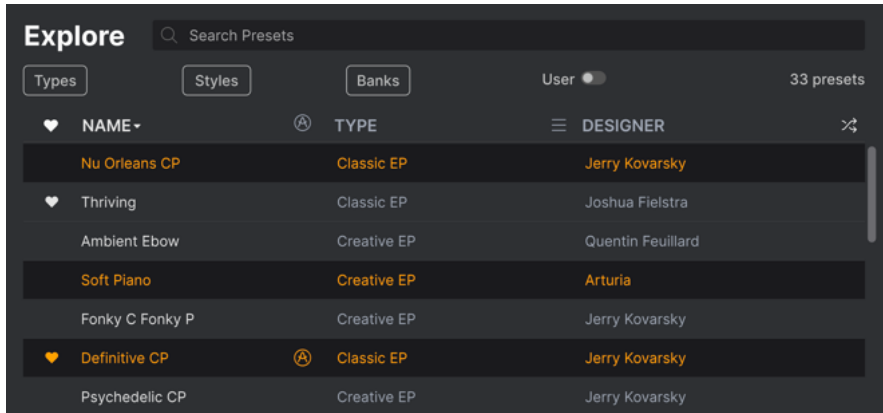 Explore Search Presets
Types Styles Banks User 33 presets
NAME TYPE DESIGNER
Nu Orleans CP Classic EP Jerry Kovarsky
Thriving Classic EP Joshua Fielstra
Ambient Ebow Creative EP Quentin Feuillard
Soft Piano Creative EP Arturia
Fonky C Fonky P Creative EP Jerry Kovarsky
Definitive CP Classic EP Jerry Kovarsky
Psychedelic CP Creative EP Jerry Kovarsky